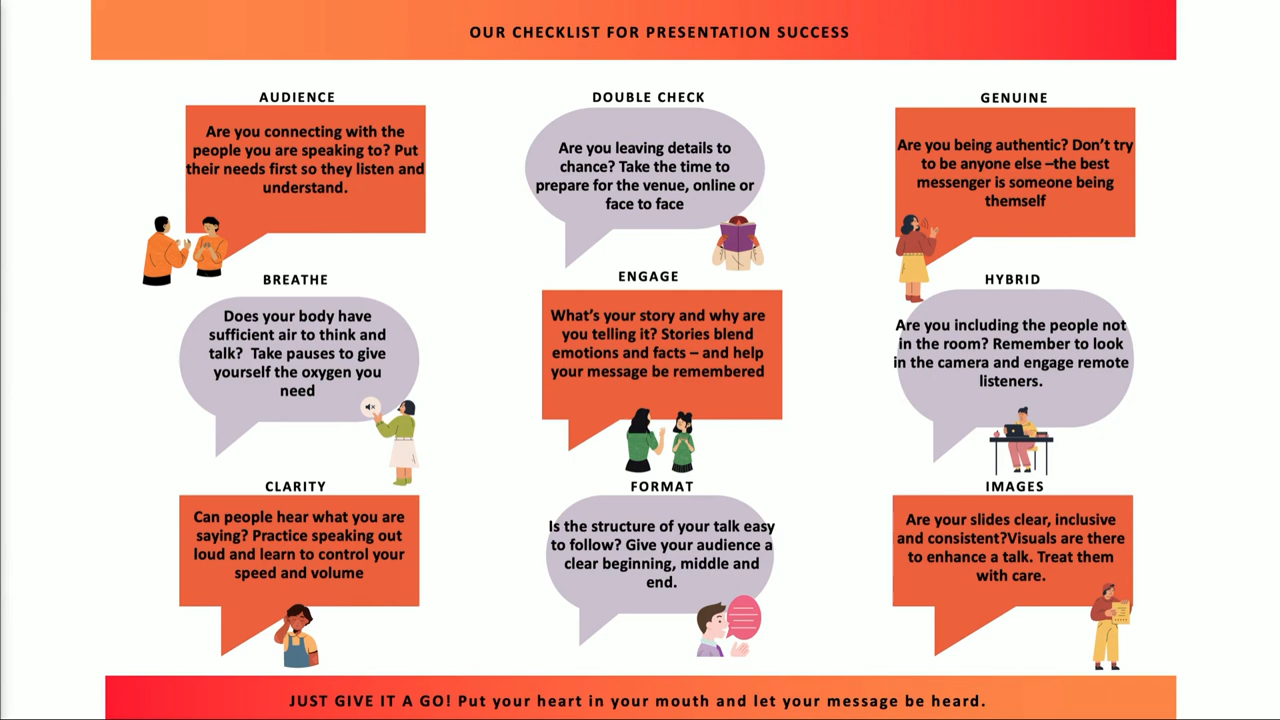 OUR CHECKLIST FOR PRESENTATION SUCCESS
AUDIENCE
Are you connecting with the
people you are speaking to? Put
their needs first so they listen and
understand.
BREATHE
Does your body have
sufficient air to think and
talk?  Take pauses to give
yourself the oxygen you
need
CLARITY
Can people hear what you are
saying? Practice speaking out
loud and learn to control your
speed and volume
DOUBLE CHECK
Are you leaving details to
chance? Take the time to
prepare for the venue, online or
face to face
ENGAGE
What's your story and why are
you telling it? Stories blend
emotions and facts – and help
your message be remembered
FORMAT
Is the structure of your talk easy
to follow? Give your audience a
clear beginning, middle and
end.
GENUINE
Are you being authentic? Don't try
to be anyone else –the best
messenger is someone being
themself
HYBRID
Are you including the people not
in the room? Remember to look
in the camera and engage remote
listeners.
IMAGES
Are your slides clear, inclusive
and consistent?Visuals are there
to enhance a talk. Treat them
with care.
JUST GIVE IT A GO! Put your heart in your mouth and let your message be heard.